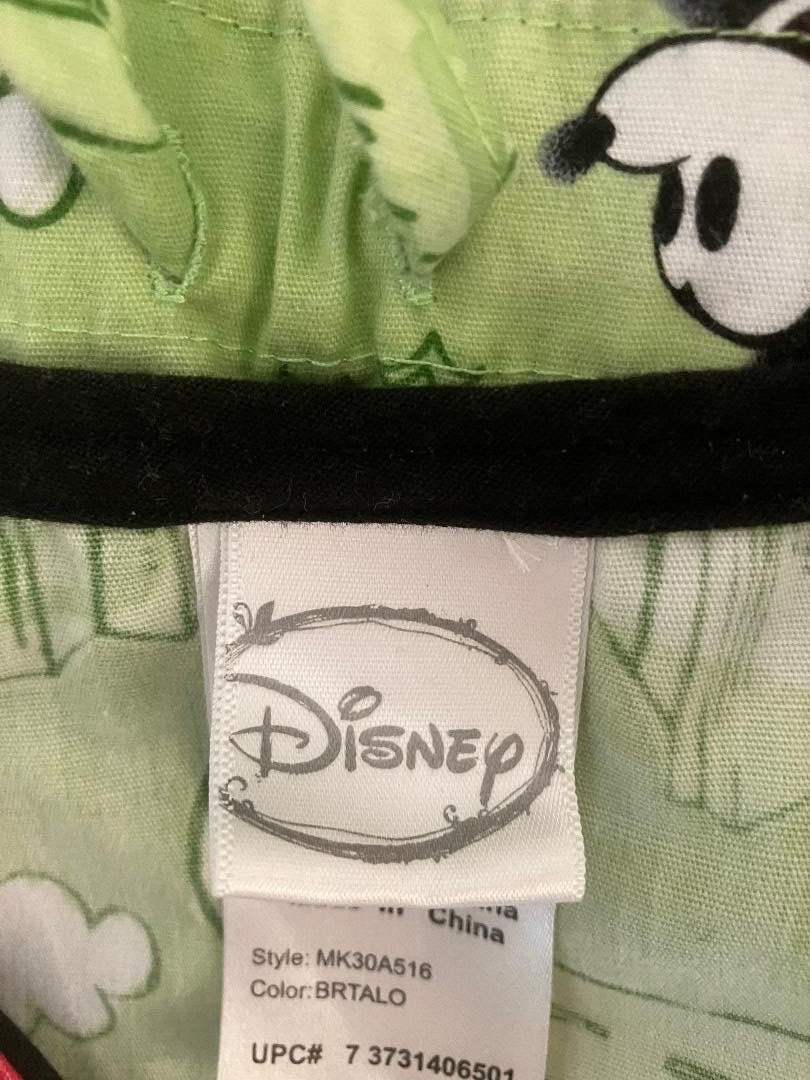 Disney
China
Style: MK30A516
Color:BRTALO
UPC# 7 3731406501